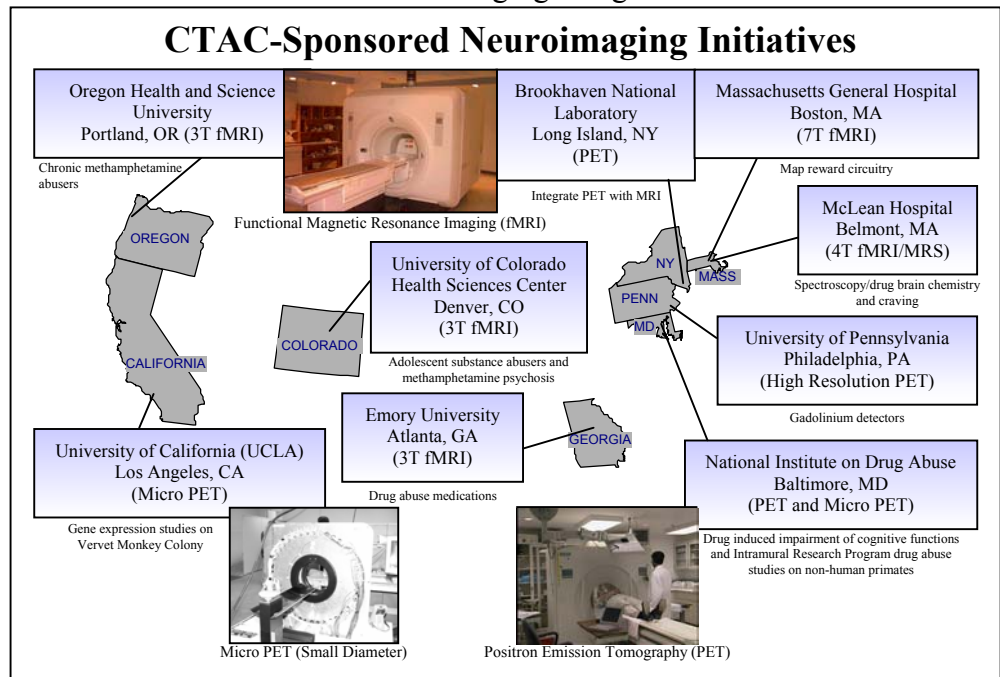 CTAC-Sponsored Neuroimaging Initiatives
Oregon Health and Science
University
Portland, OR (3T fMRI)
Chronic methamphetamine
abusers
Functional Magnetic Resonance Imaging (fMRI)
Brookhaven National
Laboratory
Long Island, NY
(PET)
Integrate PET with MRI
Massachusetts General Hospital
Boston, MA
(7T fMRI)
Map reward circuitry
McLean Hospital
Belmont, MA
(4T fMRI/MRS)
Spectroscopy/drug brain chemistry
and craving
OREGON
CALIFORNIA
COLORADO
University of Colorado
Health Sciences Center
Denver, CO
(3T fMRI)
Adolescent substance abusers and
methamphetamine psychosis
NY
MASS
PENN
MD
University of Pennsylvania
Philadelphia, PA
(High Resolution PET)
Gadolinium detectors
Emory University
Atlanta, GA
(3T fMRI)
Drug abuse medications
GEORGIA
University of California (UCLA)
Los Angeles, CA
(Micro PET)
Gene expression studies on
Vervet Monkey Colony
National Institute on Drug Abuse
Baltimore, MD
(PET and Micro PET)
Drug induced impairment of cognitive functions
and Intramural Research Program drug abuse
studies on non-human primates
Micro PET (Small Diameter)
Positron Emission Tomography (PET)